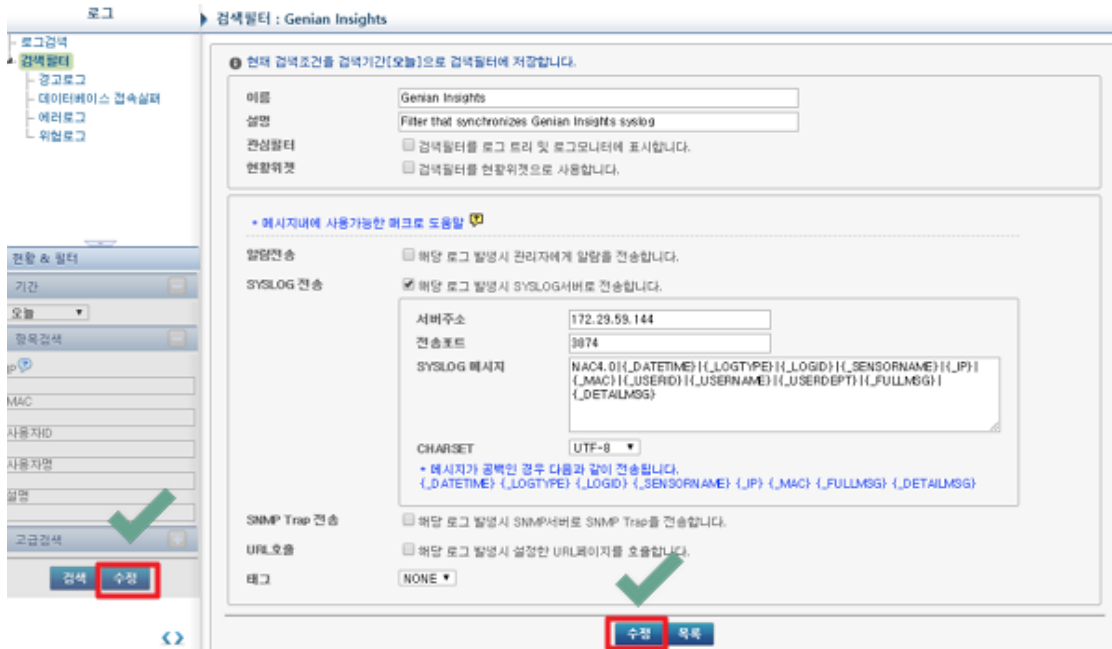 로그
로그검색
검색필터
경고로그
데이터베이스 접속실패
에러로그
위험로그
현황 & 필터
기간
오늘
항목검색
IP
MAC
사용자ID
사용자명
설명
고급검색
검색 수정
검색필터 : Genian Insights
현재 검색조건을 검색기간[오늘]으로 검색필터에 저장합니다.
이름 Genian Insights
설명 Filter that synchronizes Genian Insights syslog
관심필터 검색필터를 로그 트리 및 로그모니터에 표시합니다.
현황위젯 검색필터를 현황위젯으로 사용합니다.
* 메시지내에 사용가능한 매크로 도움말
알람전송 해당 로그 발생시 관리자에게 알람을 전송합니다.
SYSLOG 전송 해당 로그 발생시 SYSLOG서버로 전송합니다.
서버주소 172.29.59.144
전송포트 3874
SYSLOG 메시지 NAC4.0|{_DATETIME}|{_LOGTYPE}|{_LOGID}|{_SENSORNAME}|{_IP}|
{_MAC}|{_USERID}|{_USERNAME}|{_USERDEPT}|{_FULLMSG}|
{_DETAILMSG}
CHARSET UTF-8
* 메시지가 공백인 경우 다음과 같이 전송됩니다.
{_DATETIME} {_LOGTYPE} {_LOGID} {_SENSORNAME} {_IP} {_MAC} {_FULLMSG} {_DETAILMSG}
SNMP Trap 전송 해당 로그 발생시 SNMP서버로 SNMP Trap을 전송합니다.
URL호출 해당 로그 발생시 설정한 URL페이지를 호출합니다.
태그 NONE
수정 목록